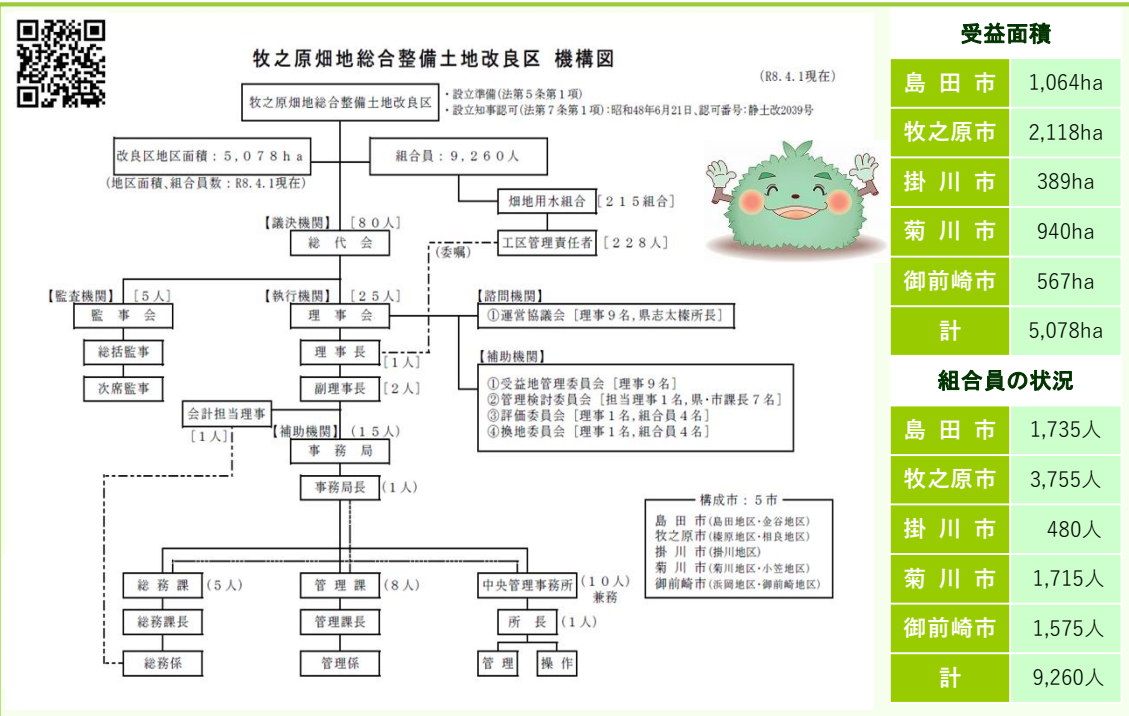 牧之原畑地総合整備土地改良区 機構図
(R8.4.1現在)
牧之原畑地総合整備土地改良区
・設立準備(法第5条第1項)
・設立知事認可(法第7条第1項):昭和48年6月21日、認可番号:静土改2039号
改良区地区面積:5,078ha
組合員:9,260人
(地区面積、組合員数:R8.4.1現在)
畑地用水組合 [215組合]
【議決機関】[80人]
総代会
工区管理責任者 [228人]
(委嘱)
【監査機関】[5人]
監事会
総括監事
次席監事
【執行機関】[25人]
理事会
理事長
[1人]
副理事長 [2人]
【諮問機関】
①運営協議会 [理事9名,県志太榛所長]
【補助機関】
①受益地管理委員会 [理事9名]
②管理検討委員会 [担当理事1名,県・市課長7名]
③評価委員会 [理事1名,組合員4名]
④換地委員会 [理事1名,組合員4名]
会計担当理事
[1人]
【補助機関】(15人)
事務局
事務局長 (1人)
構成市:5市
島田市(島田地区・金谷地区)
牧之原市(榛原地区・相良地区)
掛川市(掛川地区)
菊川市(菊川地区・小笠地区)
御前崎市(浜岡地区・御前崎地区)
総務課 (5人)
総務課長
総務係
管理課 (8人)
管理課長
管理係
中央管理事務所 (10人)
兼務
所長 (1人)
管理 操作
受益面積
島田市 1,064ha
牧之原市 2,118ha
掛川市 389ha
菊川市 940ha
御前崎市 567ha
計 5,078ha
組合員の状況
島田市 1,735人
牧之原市 3,755人
掛川市 480人
菊川市 1,715人
御前崎市 1,575人
計 9,260人